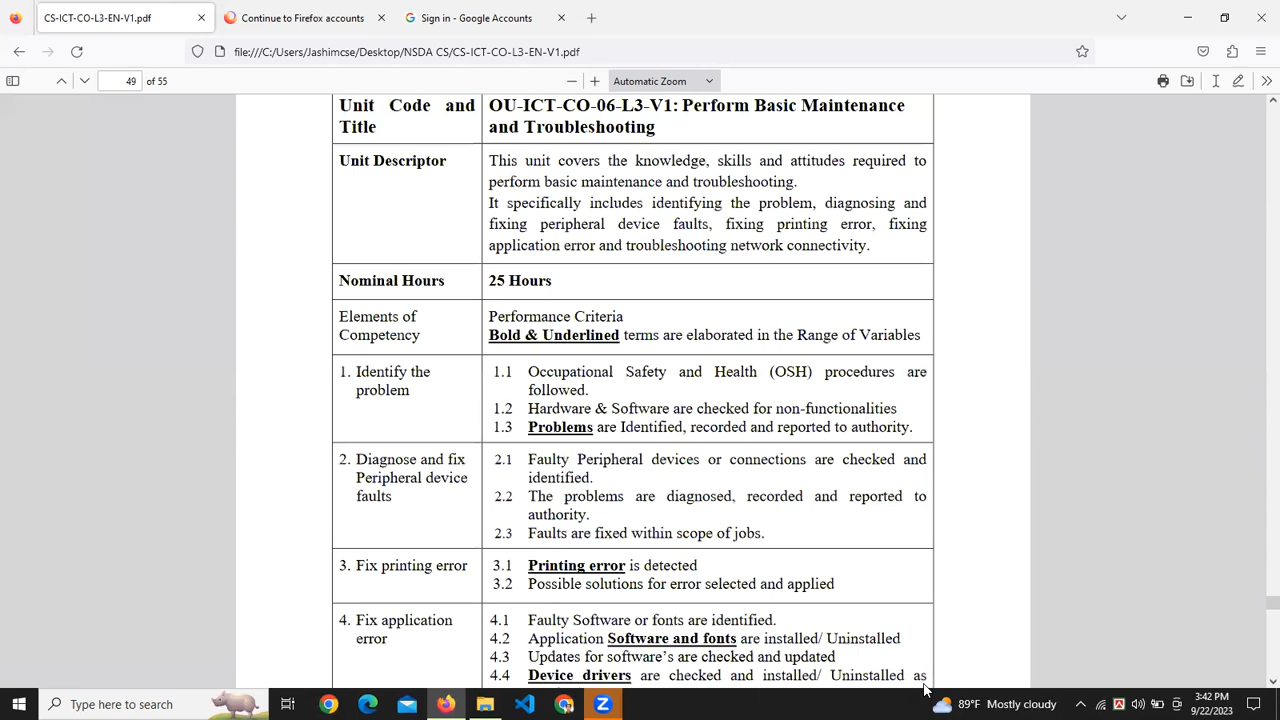 CS-ICT-CO-L3-EN-V1.pdf
Continue to Firefox accounts
Sign in - Google Accounts
file:///C:/Users/Jashimcse/Desktop/NSDA CS/CS-ICT-CO-L3-EN-V1.pdf
49 of 55
Automatic Zoom
Unit Code and Title
OU-ICT-CO-06-L3-V1: Perform Basic Maintenance
and Troubleshooting
Unit Descriptor
This unit covers the knowledge, skills and attitudes required to
perform basic maintenance and troubleshooting.
It specifically includes identifying the problem, diagnosing and
fixing peripheral device faults, fixing printing error, fixing
application error and troubleshooting network connectivity.
Nominal Hours
25 Hours
Elements of
Competency
Performance Criteria
Bold & Underlined terms are elaborated in the Range of Variables
1. Identify the
problem
1.1 Occupational Safety and Health (OSH) procedures are
followed.
1.2 Hardware & Software are checked for non-functionalities
1.3 Problems are Identified, recorded and reported to authority.
2. Diagnose and fix
Peripheral device
faults
2.1 Faulty Peripheral devices or connections are checked and
identified.
2.2 The problems are diagnosed, recorded and reported to
authority.
2.3 Faults are fixed within scope of jobs.
3. Fix printing error
3.1 Printing error is detected
3.2 Possible solutions for error selected and applied
4. Fix application
error
4.1 Faulty Software or fonts are identified.
4.2 Application Software and fonts are installed/ Uninstalled
4.3 Updates for software's are checked and updated
4.4 Device drivers are checked and installed/ Uninstalled as
Type here to search
89°F Mostly cloudy
3:42 PM
9/22/2023